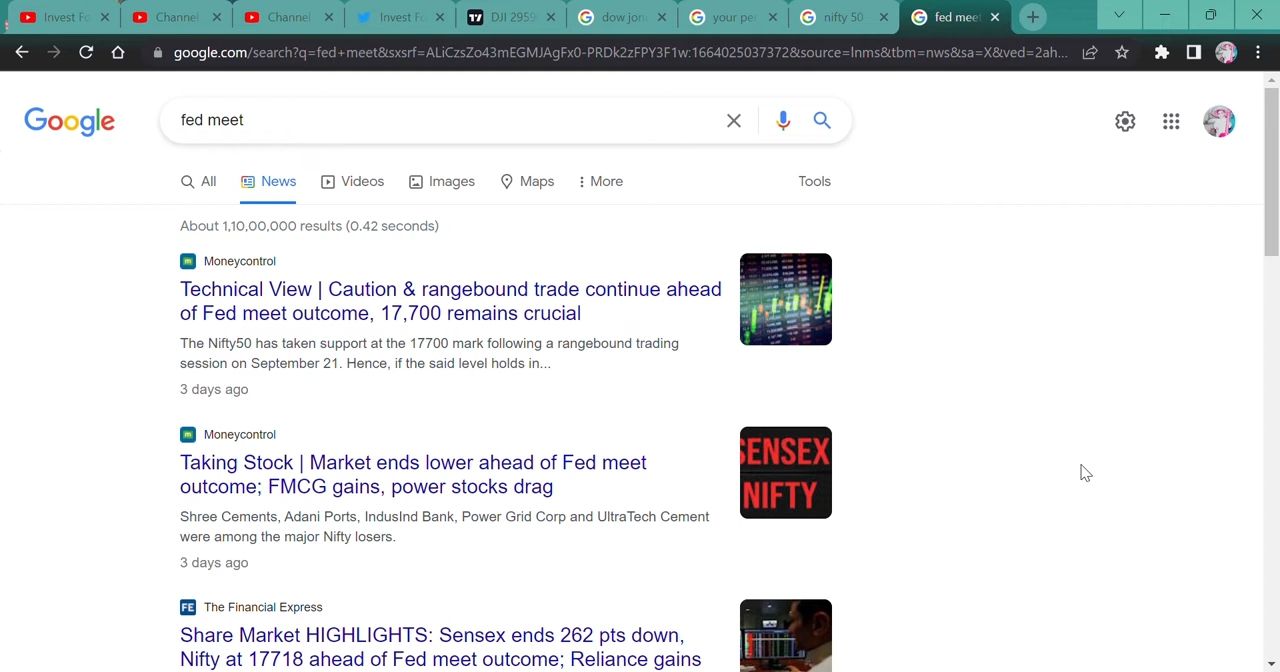 Invest Fo
Channel
Channel
Invest Fo
DJI 2959
dow jon
your pe
nifty 50
fed meet
google.com/search?q=fed+meet&sxsrf=ALiCzsZo43mEGMJAgFx0-PRDk2zFPY3F1w:1664025037372&source=lnms&tbm=nws&sa=X&ved=2ah...
Google
fed meet
All
News
Videos
Images
Maps
More
Tools
About 1,10,00,000 results (0.42 seconds)
Moneycontrol
Technical View | Caution & rangebound trade continue ahead
of Fed meet outcome, 17,700 remains crucial
The Nifty50 has taken support at the 17700 mark following a rangebound trading
session on September 21. Hence, if the said level holds in...
3 days ago
Moneycontrol
Taking Stock | Market ends lower ahead of Fed meet
outcome; FMCG gains, power stocks drag
SENSEX
NIFTY
Shree Cements, Adani Ports, IndusInd Bank, Power Grid Corp and UltraTech Cement
were among the major Nifty losers.
3 days ago
FE
The Financial Express
Share Market HIGHLIGHTS: Sensex ends 262 pts down,
Nifty at 17718 ahead of Fed meet outcome; Reliance gains